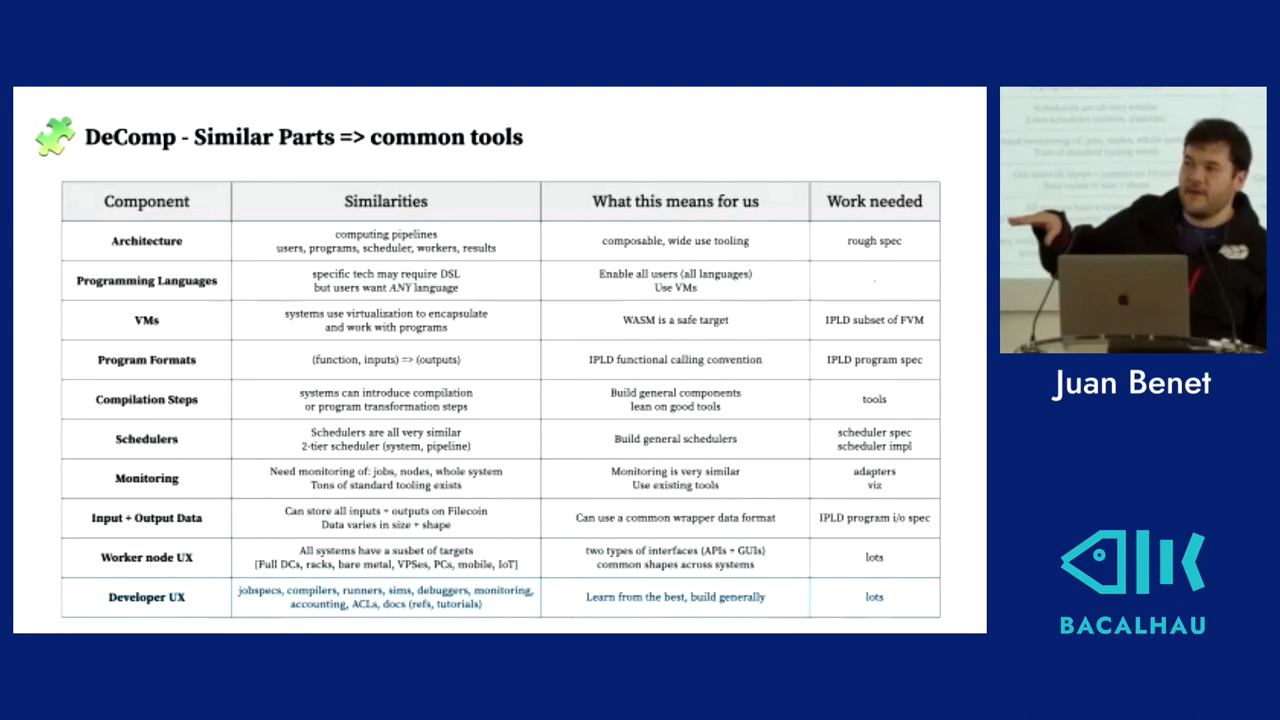 DeComp - Similar Parts => common tools
Component Similarities What this means for us Work needed
Architecture
computing pipelines
users, programs, scheduler, workers, results
composable, wide use tooling
rough spec
Programming Languages
specific tech may require DSL
but users want ANY language
Enable all users (all languages)
Use VMs
VMs
systems use virtualization to encapsulate
and work with programs
WASM is a safe target
IPLD subset of FVM
Program Formats
(function, inputs) => (outputs)
IPLD functional calling convention
IPLD program spec
Compilation Steps
systems can introduce compilation
or program transformation steps
Build general components
lean on good tools
tools
Schedulers
Schedulers are all very similar
2-tier scheduler (system, pipeline)
Build general schedulers
scheduler spec
scheduler impl
Monitoring
Need monitoring of: jobs, nodes, whole system
Tons of standard tooling exists
Monitoring is very similar
Use existing tools
adapters
viz
Input + Output Data
Can store all inputs + outputs on Filecoin
Data varies in size + shape
Can use a common wrapper data format
IPLD program i/o spec
Worker node UX
All systems have a susbet of targets
[Full DCs, racks, bare metal, VPSes, PCs, mobile, IoT]
two types of interfaces (APIs + GUIs)
common shapes across systems
lots
Developer UX
jobspecs, compilers, runners, sims, debuggers, monitoring,
accounting, ACLs, docs (refs, tutorials)
Learn from the best, build generally
lots
Juan Benet
BACALHAU